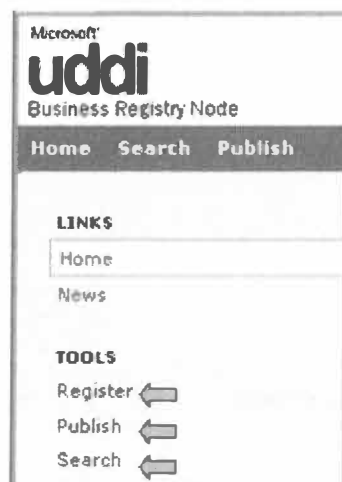 Microsoft
uddi
Business Registry Node
Home Search Publish
LINKS
Home
News
TOOLS
Register
Publish
Search